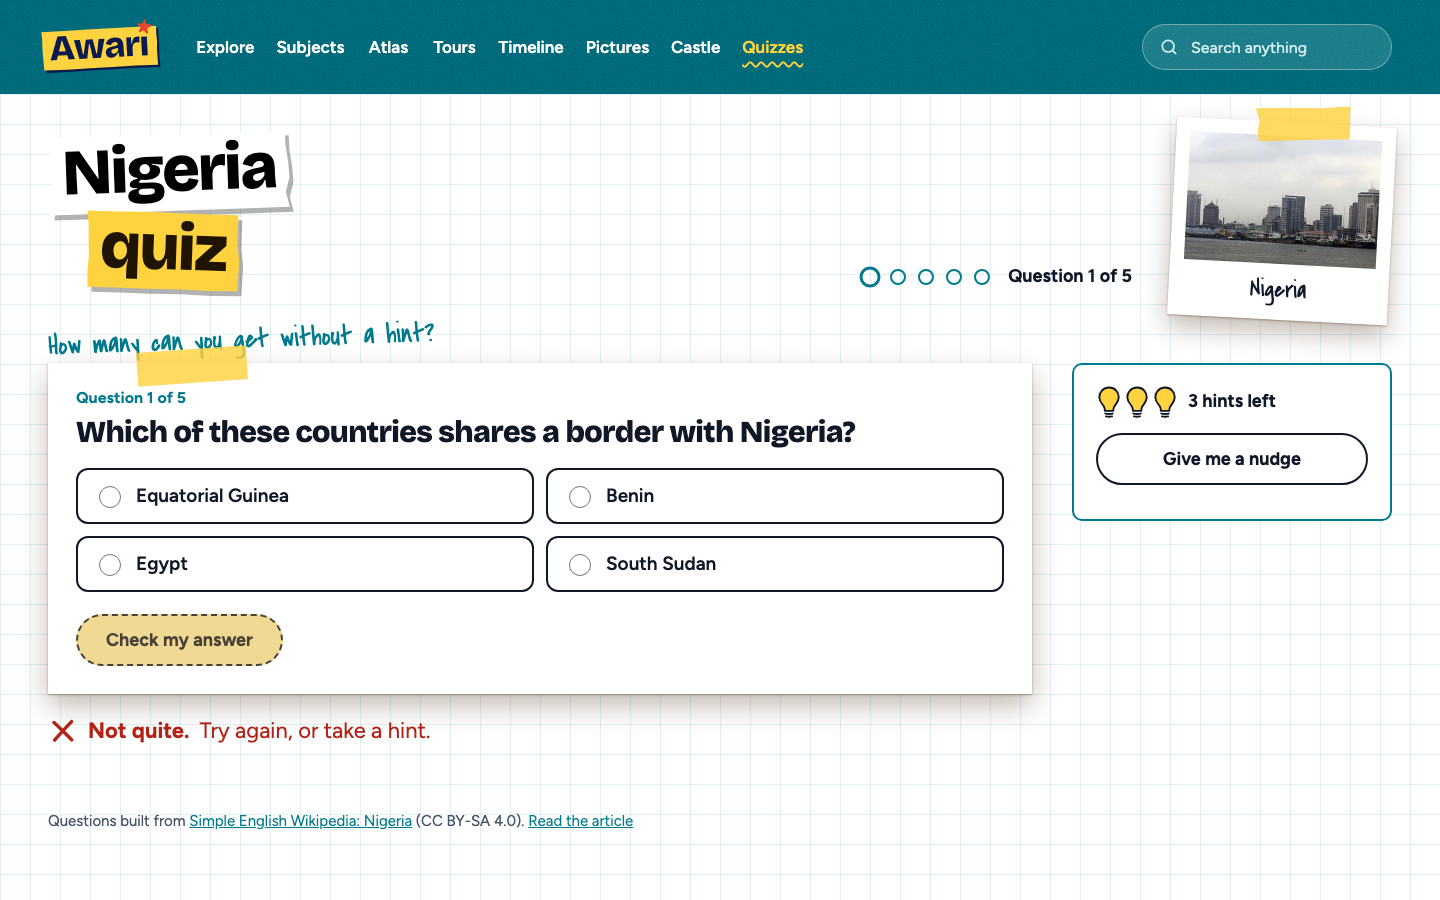 Awari
Explore Subjects Atlas Tours Timeline Pictures Castle Quizzes
Search anything
Nigeria
quiz
Question 1 of 5
Nigeria
How many can you get without a hint?
Question 1 of 5
Which of these countries shares a border with Nigeria?
Equatorial Guinea
Benin
Egypt
South Sudan
Check my answer
3 hints left
Give me a nudge
Not quite. Try again, or take a hint.
Questions built from Simple English Wikipedia: Nigeria (CC BY-SA 4.0). Read the article